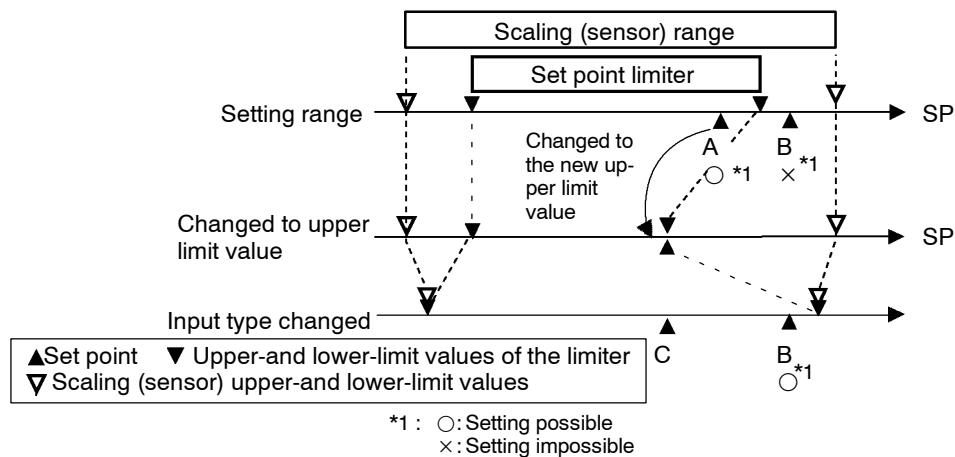 Scaling (sensor) range
Set point limiter
Setting range
SP
A
B
*1
*1
Changed to
the new up-
per limit
value
Changed to upper
limit value
SP
Input type changed
C
B
*1
▲Set point ▼ Upper-and lower-limit values of the limiter
▽ Scaling (sensor) upper-and lower-limit values
*1 : ○: Setting possible
×: Setting impossible